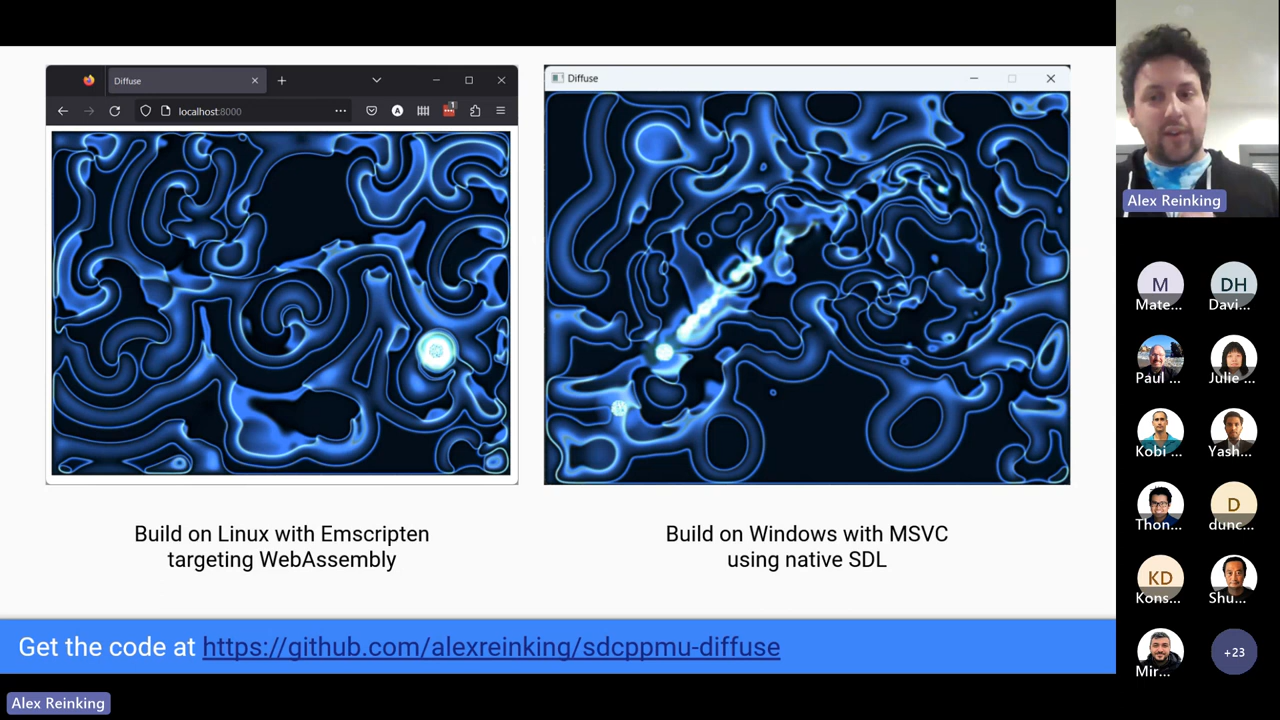 Diffuse
localhost:8000
1
Diffuse
Build on Linux with Emscripten
targeting WebAssembly
Build on Windows with MSVC
using native SDL
Get the code at https://github.com/alexreinking/sdcppmu-diffuse
Alex Reinking
Alex Reinking
M
Mate...
DH
Davi...
Paul ...
Julie ...
Kobi ...
Yash...
Thon...
D
dunc...
KD
Kons...
Shu...
Mir...
+23